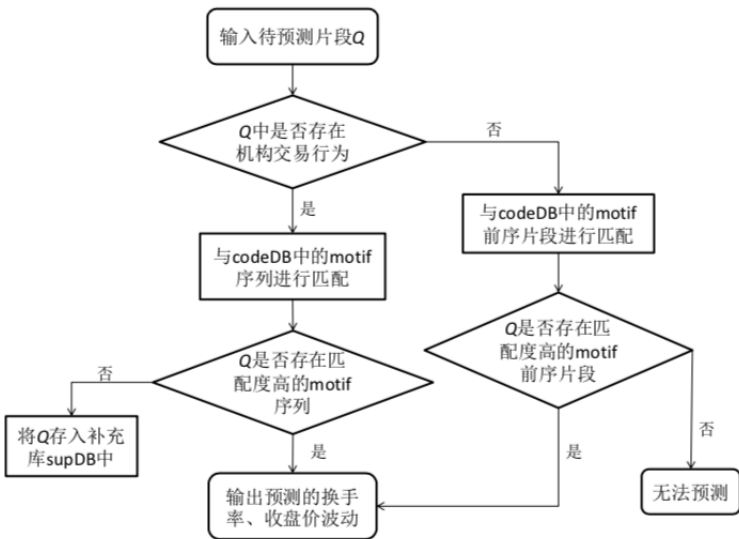 输入待预测片段Q
Q中是否存在
机构交易行为
否
是
与codeDB中的motif
前序片段进行匹配
与codeDB中的motif
序列进行匹配
Q是否存在匹
配度高的motif
前序片段
Q是否存在匹
配度高的motif
序列
否
将Q存入补充
库supDB中
是
是
否
输出预测的换手
率、收盘价波动
无法预测